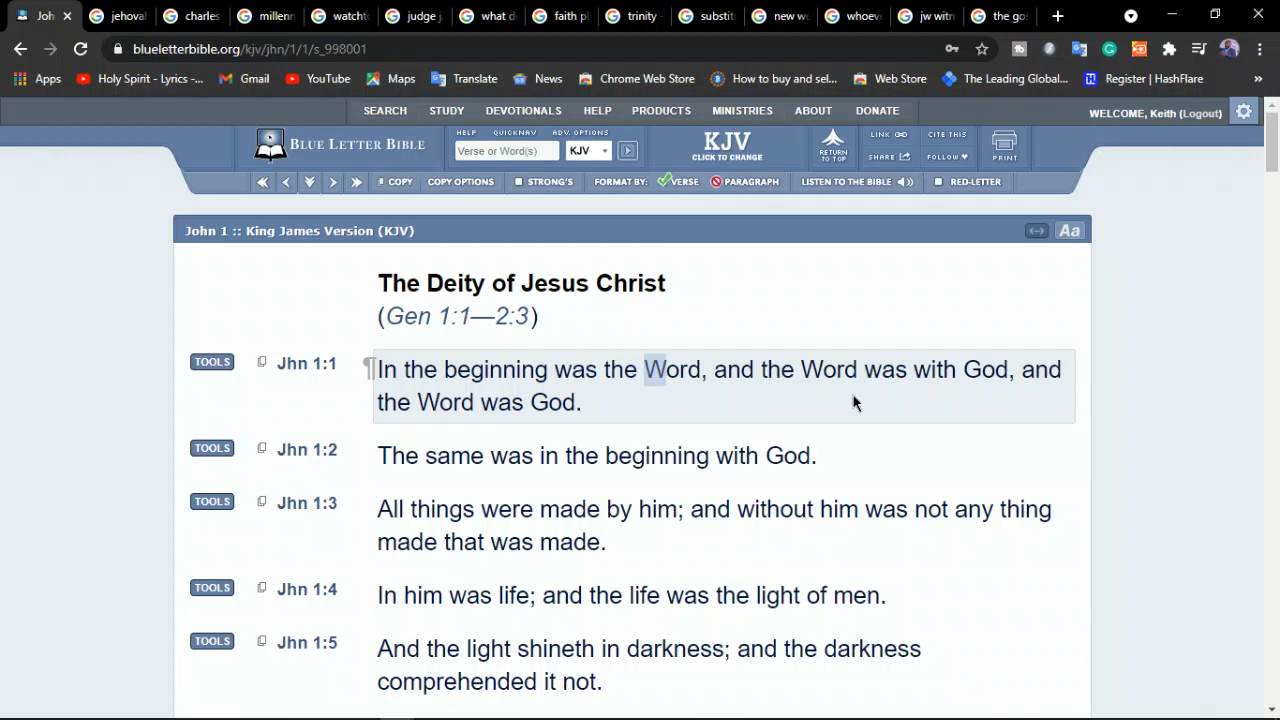 Joh
jehoval
charles
millenn
watcht
judge j
what d
faith pl
trinity -
substit
new wo
whoeve
jw witn
the gos
blueletterbible.org/kjv/jhn/1/1/s_998001
Apps Holy Spirit - Lyrics -... Gmail YouTube Maps Translate News Chrome Web Store How to buy and sel... Web Store The Leading Global... Register | HashFlare »
SEARCH STUDY DEVOTIONALS HELP PRODUCTS MINISTRIES ABOUT DONATE WELCOME, Keith (Logout)
BLUE LETTER BIBLE
HELP QUICKNAV ADV. OPTIONS
Verse or Word(s) KJV
KJV
CLICK TO CHANGE
RETURN
TO TOP
LINK CITE THIS
SHARE FOLLOW
PRINT
COPY COPY OPTIONS STRONG'S FORMAT BY: VERSE PARAGRAPH LISTEN TO THE BIBLE RED-LETTER
John 1 :: King James Version (KJV) Aa
The Deity of Jesus Christ
(Gen 1:1—2:3)
TOOLS Jhn 1:1 ¶In the beginning was the Word, and the Word was with God, and
the Word was God.
TOOLS Jhn 1:2 The same was in the beginning with God.
TOOLS Jhn 1:3 All things were made by him; and without him was not any thing
made that was made.
TOOLS Jhn 1:4 In him was life; and the life was the light of men.
TOOLS Jhn 1:5 And the light shineth in darkness; and the darkness
comprehended it not.